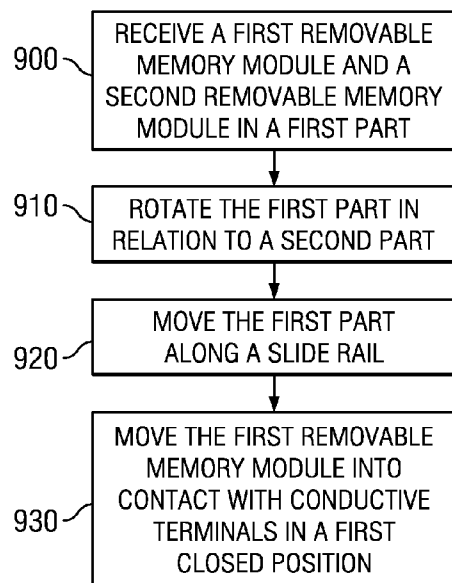 900
RECEIVE A FIRST REMOVABLE
MEMORY MODULE AND A
SECOND REMOVABLE MEMORY
MODULE IN A FIRST PART
910
ROTATE THE FIRST PART IN
RELATION TO A SECOND PART
920
MOVE THE FIRST PART
ALONG A SLIDE RAIL
930
MOVE THE FIRST REMOVABLE
MEMORY MODULE INTO
CONTACT WITH CONDUCTIVE
TERMINALS IN A FIRST
CLOSED POSITION